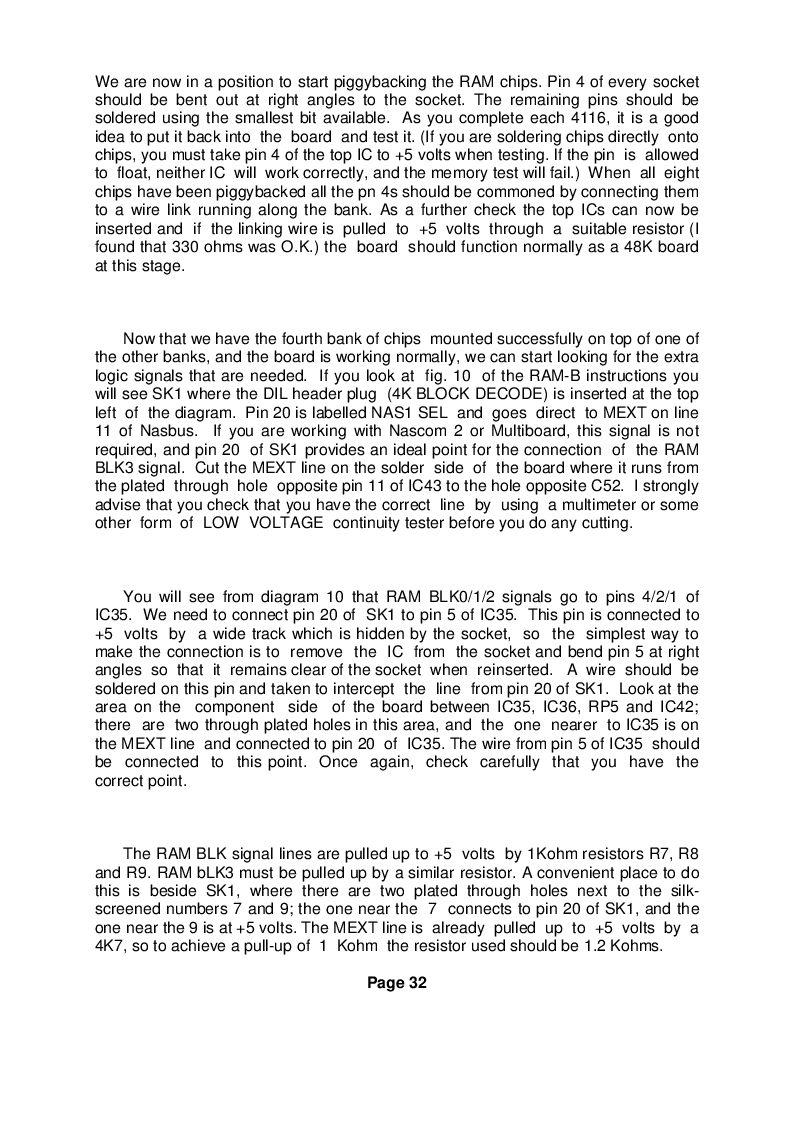 We are now in a position to start piggybacking the RAM chips. Pin 4 of every socket
should be bent out at right angles to the socket. The remaining pins should be
soldered using the smallest bit available. As you complete each 4116, it is a good
idea to put it back into the board and test it. (If you are soldering chips directly onto
chips, you must take pin 4 of the top IC to +5 volts when testing. If the pin is allowed
to float, neither IC will work correctly, and the memory test will fail.) When all eight
chips have been piggybacked all the pn 4s should be commoned by connecting them
to a wire link running along the bank. As a further check the top ICs can now be
inserted and if the linking wire is pulled to +5 volts through a suitable resistor (I
found that 330 ohms was O.K.) the board should function normally as a 48K board
at this stage.
Now that we have the fourth bank of chips mounted successfully on top of one of
the other banks, and the board is working normally, we can start looking for the extra
logic signals that are needed. If you look at fig. 10 of the RAM-B instructions you
will see SK1 where the DIL header plug (4K BLOCK DECODE) is inserted at the top
left of the diagram. Pin 20 is labelled NAS1 SEL and goes direct to MEXT on line
11 of Nasbus. If you are working with Nascom 2 or Multiboard, this signal is not
required, and pin 20 of SK1 provides an ideal point for the connection of the RAM
BLK3 signal. Cut the MEXT line on the solder side of the board where it runs from
the plated through hole opposite pin 11 of IC43 to the hole opposite C52. I strongly
advise that you check that you have the correct line by using a multimeter or some
other form of LOW VOLTAGE continuity tester before you do any cutting.
You will see from diagram 10 that RAM BLK0/1/2 signals go to pins 4/2/1 of
IC35. We need to connect pin 20 of SK1 to pin 5 of IC35. This pin is connected to
+5 volts by a wide track which is hidden by the socket, so the simplest way to
make the connection is to remove the IC from the socket and bend pin 5 at right
angles so that it remains clear of the socket when reinserted. A wire should be
soldered on this pin and taken to intercept the line from pin 20 of SK1. Look at the
area on the component side of the board between IC35, IC36, RP5 and IC42;
there are two through plated holes in this area, and the one nearer to IC35 is on
the MEXT line and connected to pin 20 of IC35. The wire from pin 5 of IC35 should
be connected to this point. Once again, check carefully that you have the
correct point.
The RAM BLK signal lines are pulled up to +5 volts by 1Kohm resistors R7, R8
and R9. RAM bLK3 must be pulled up by a similar resistor. A convenient place to do
this is beside SK1, where there are two plated through holes next to the silk-
screened numbers 7 and 9; the one near the 7 connects to pin 20 of SK1, and the
one near the 9 is at +5 volts. The MEXT line is already pulled up to +5 volts by a
4K7, so to achieve a pull-up of 1 Kohm the resistor used should be 1.2 Kohms.
Page 32